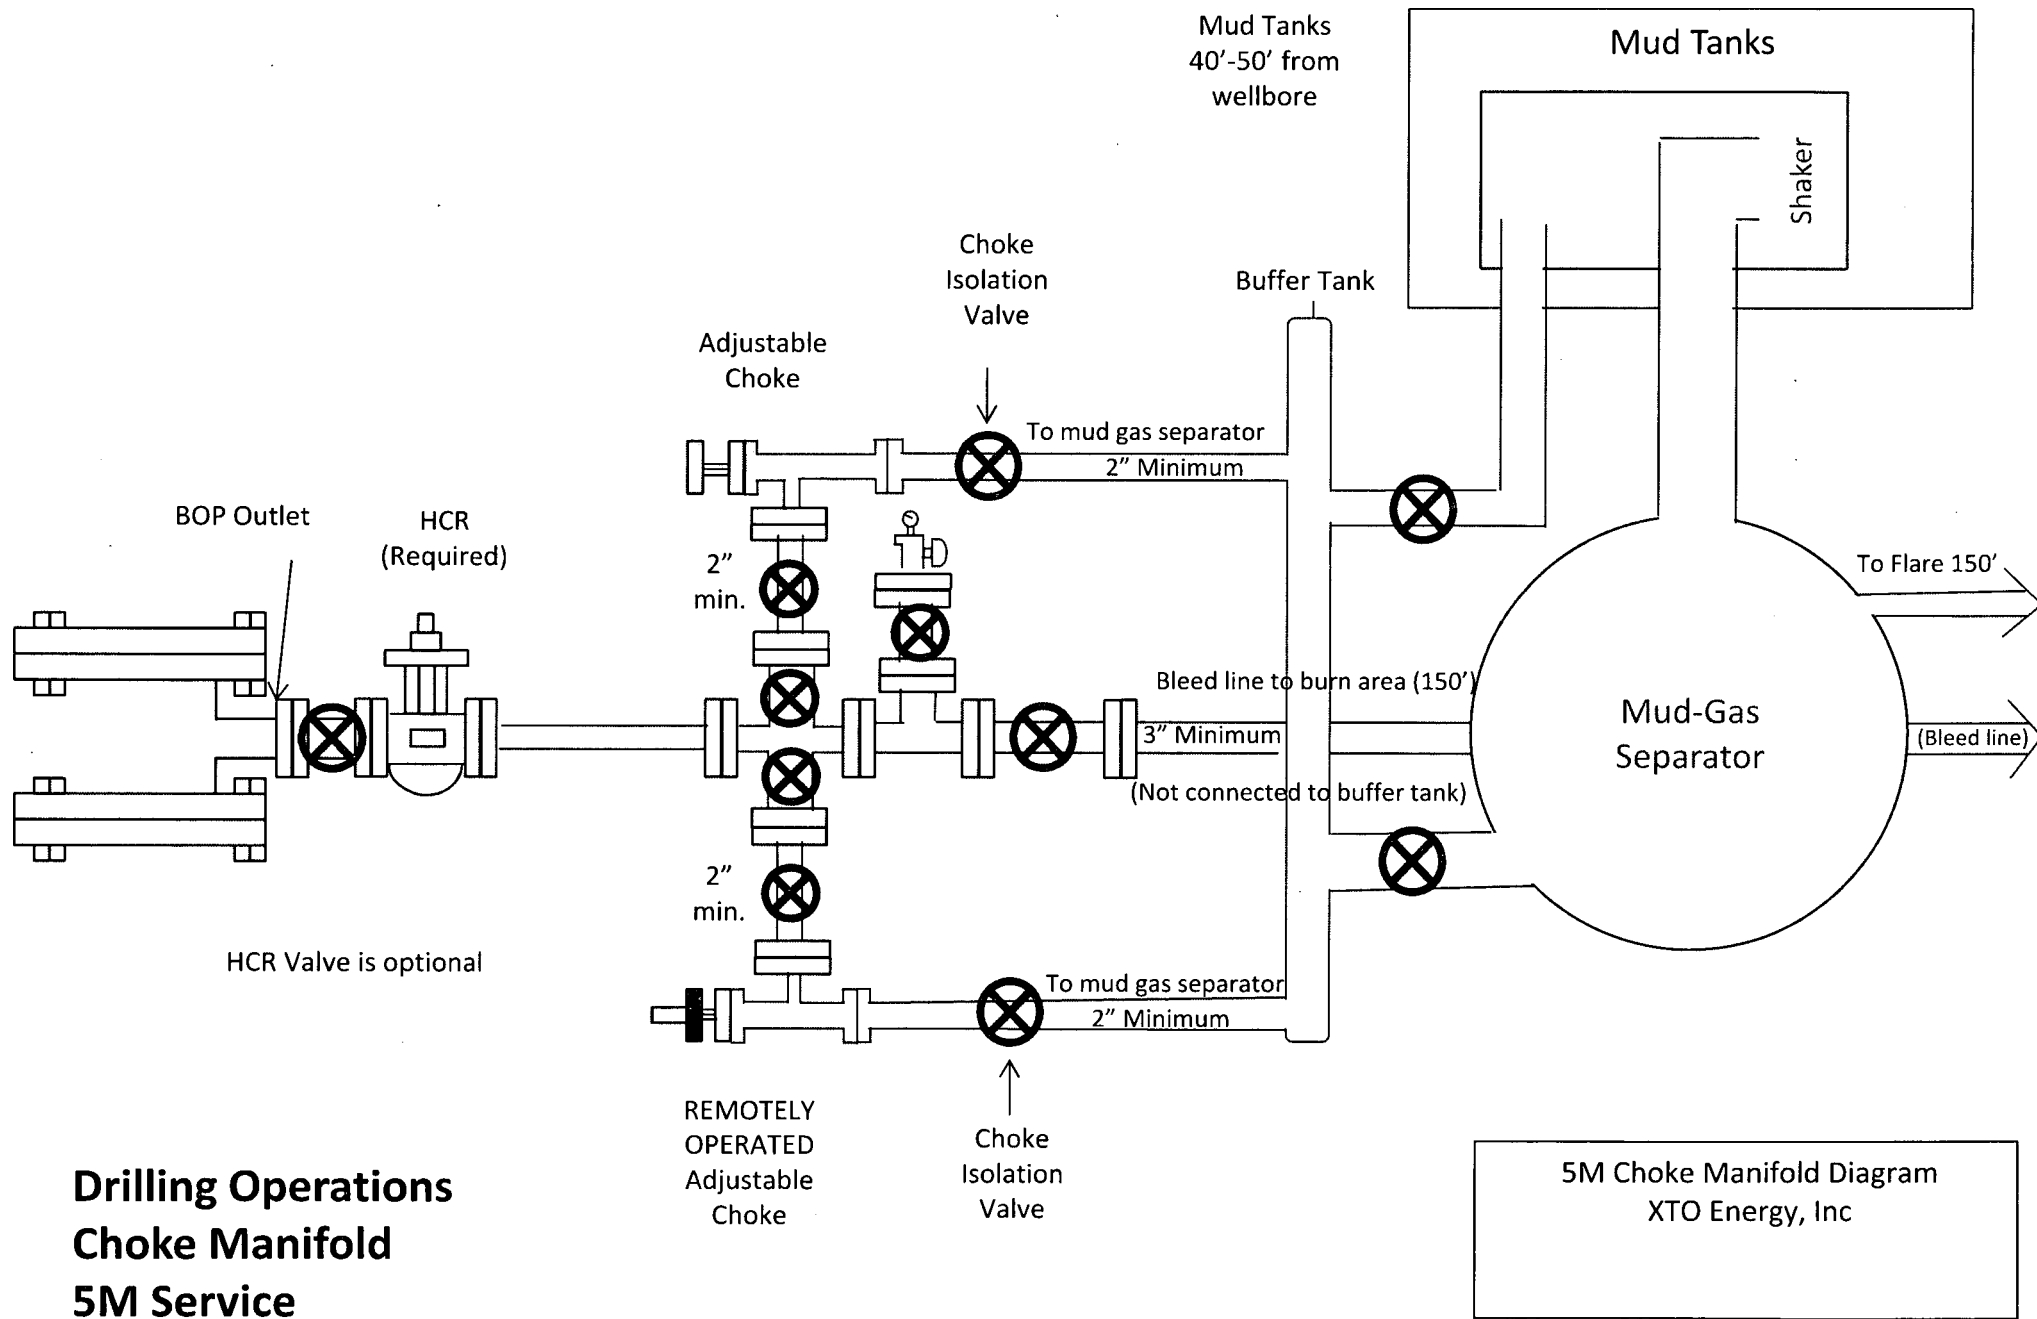 Mud Tanks
40’-50’ from
wellbore
Mud Tanks
Shaker
Choke
Isolation
Valve
Buffer Tank
Adjustable
Choke
To mud gas separator
2” Minimum
BOP Outlet
HCR
(Required)
2”
min.
To Flare 150’
Bleed line to burn area (150’)
3” Minimum
(Not connected to buffer tank)
Mud-Gas
Separator
(Bleed line)
2”
min.
HCR Valve is optional
To mud gas separator
2” Minimum
REMOTELY
OPERATED
Adjustable
Choke
Choke
Isolation
Valve
Drilling Operations
Choke Manifold
5M Service
5M Choke Manifold Diagram
XTO Energy, Inc